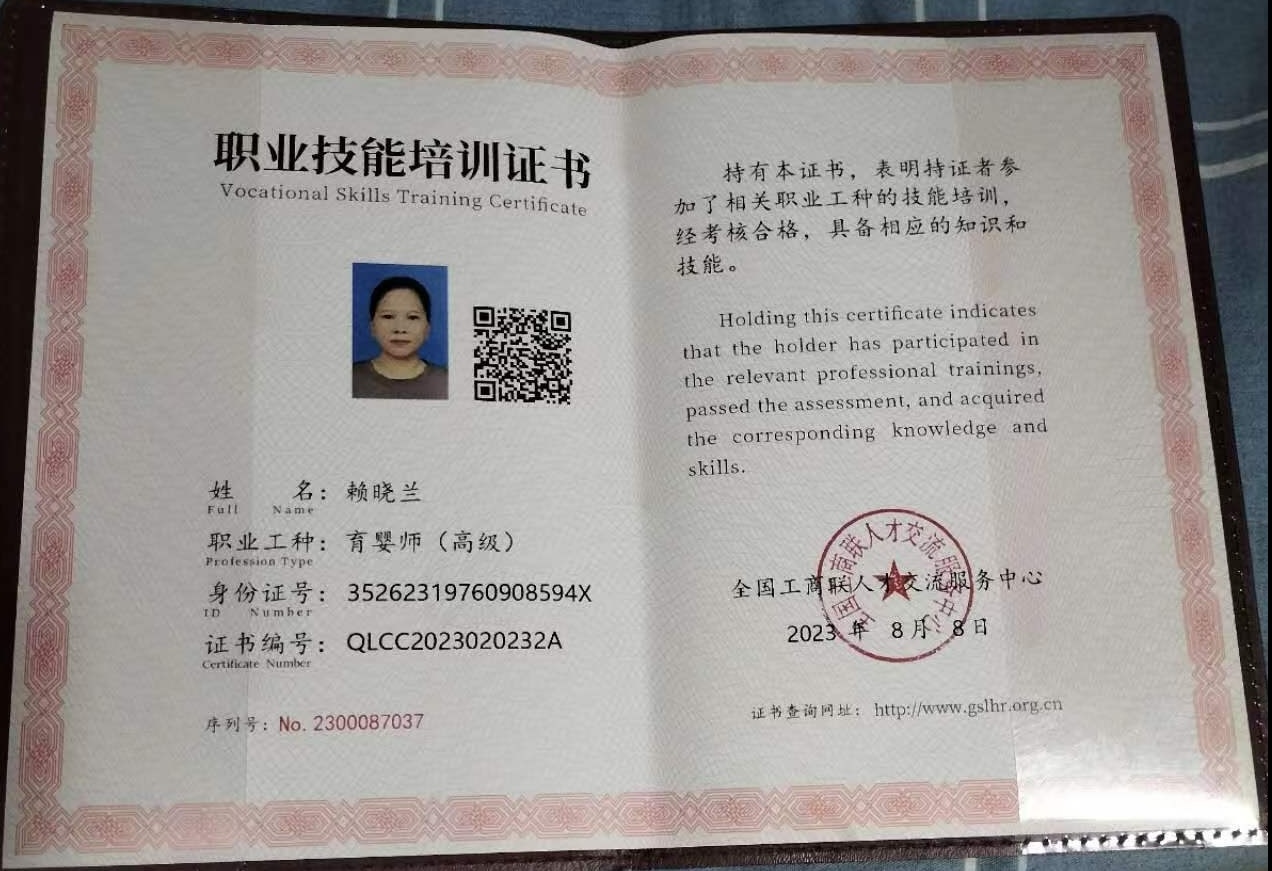 职业技能培训证书
Vocational Skills Training Certificate
姓 名：赖晓兰
Full Name
职业工种：育婴师（高级）
Profession Type
身份证号：35262319760908594X
ID Number
证书编号：QLCC2023020232A
Certificate Number
序列号：No. 2300087037
持有本证书，表明持证者参
加了相关职业工种的技能培训，
经考核合格，具备相应的知识和
技能。
Holding this certificate indicates
that the holder has participated in
the relevant professional trainings,
passed the assessment, and acquired
the corresponding knowledge and
skills.
全国工商联人才交流服务中心
全国工商联人才交流服务中心
2023 年 8 月 8 日
证书查询网址：http://www.gslhr.org.cn